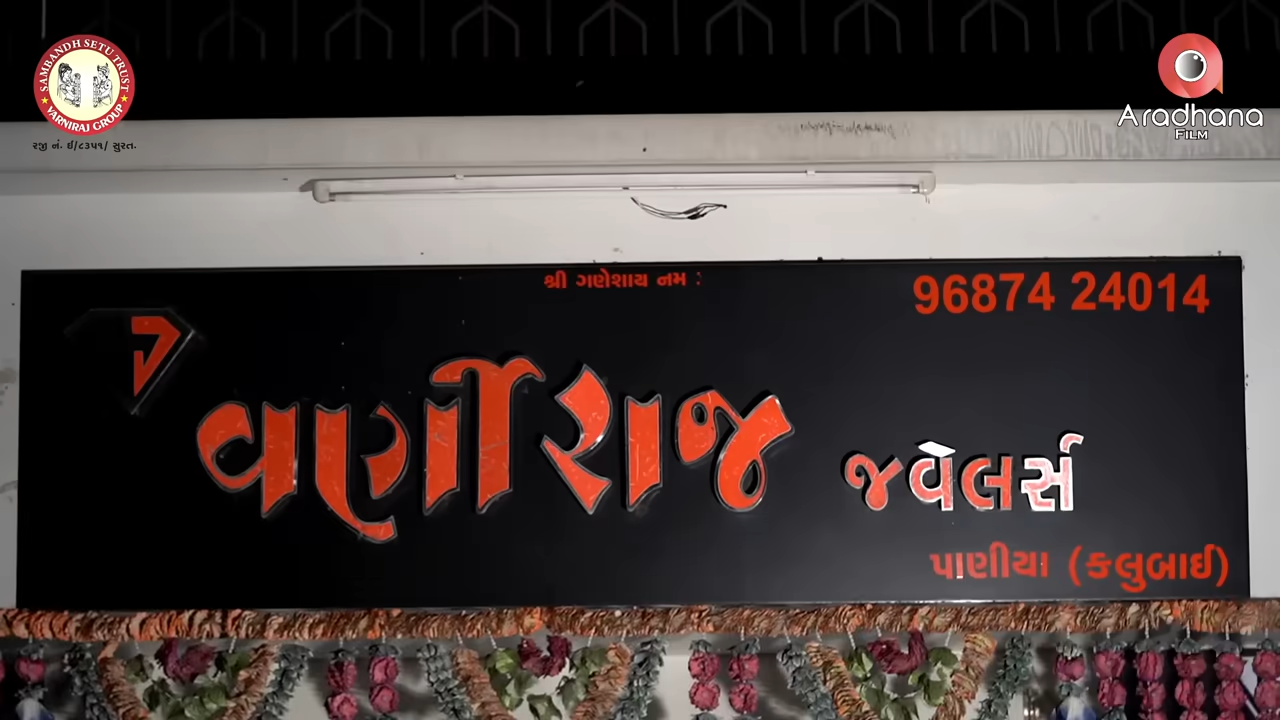 SAMBANDH SETU TRUST
VARNIRAJ GROUP
રજી નં. ઈ/૮૩૫૧/ સુરત.
Aradhana
FILM
શ્રી ગણેશાય નમ :
96874 24014
વર્ણીરાજ
જવેલર્સ
પાણીયા (કલુબાઈ)